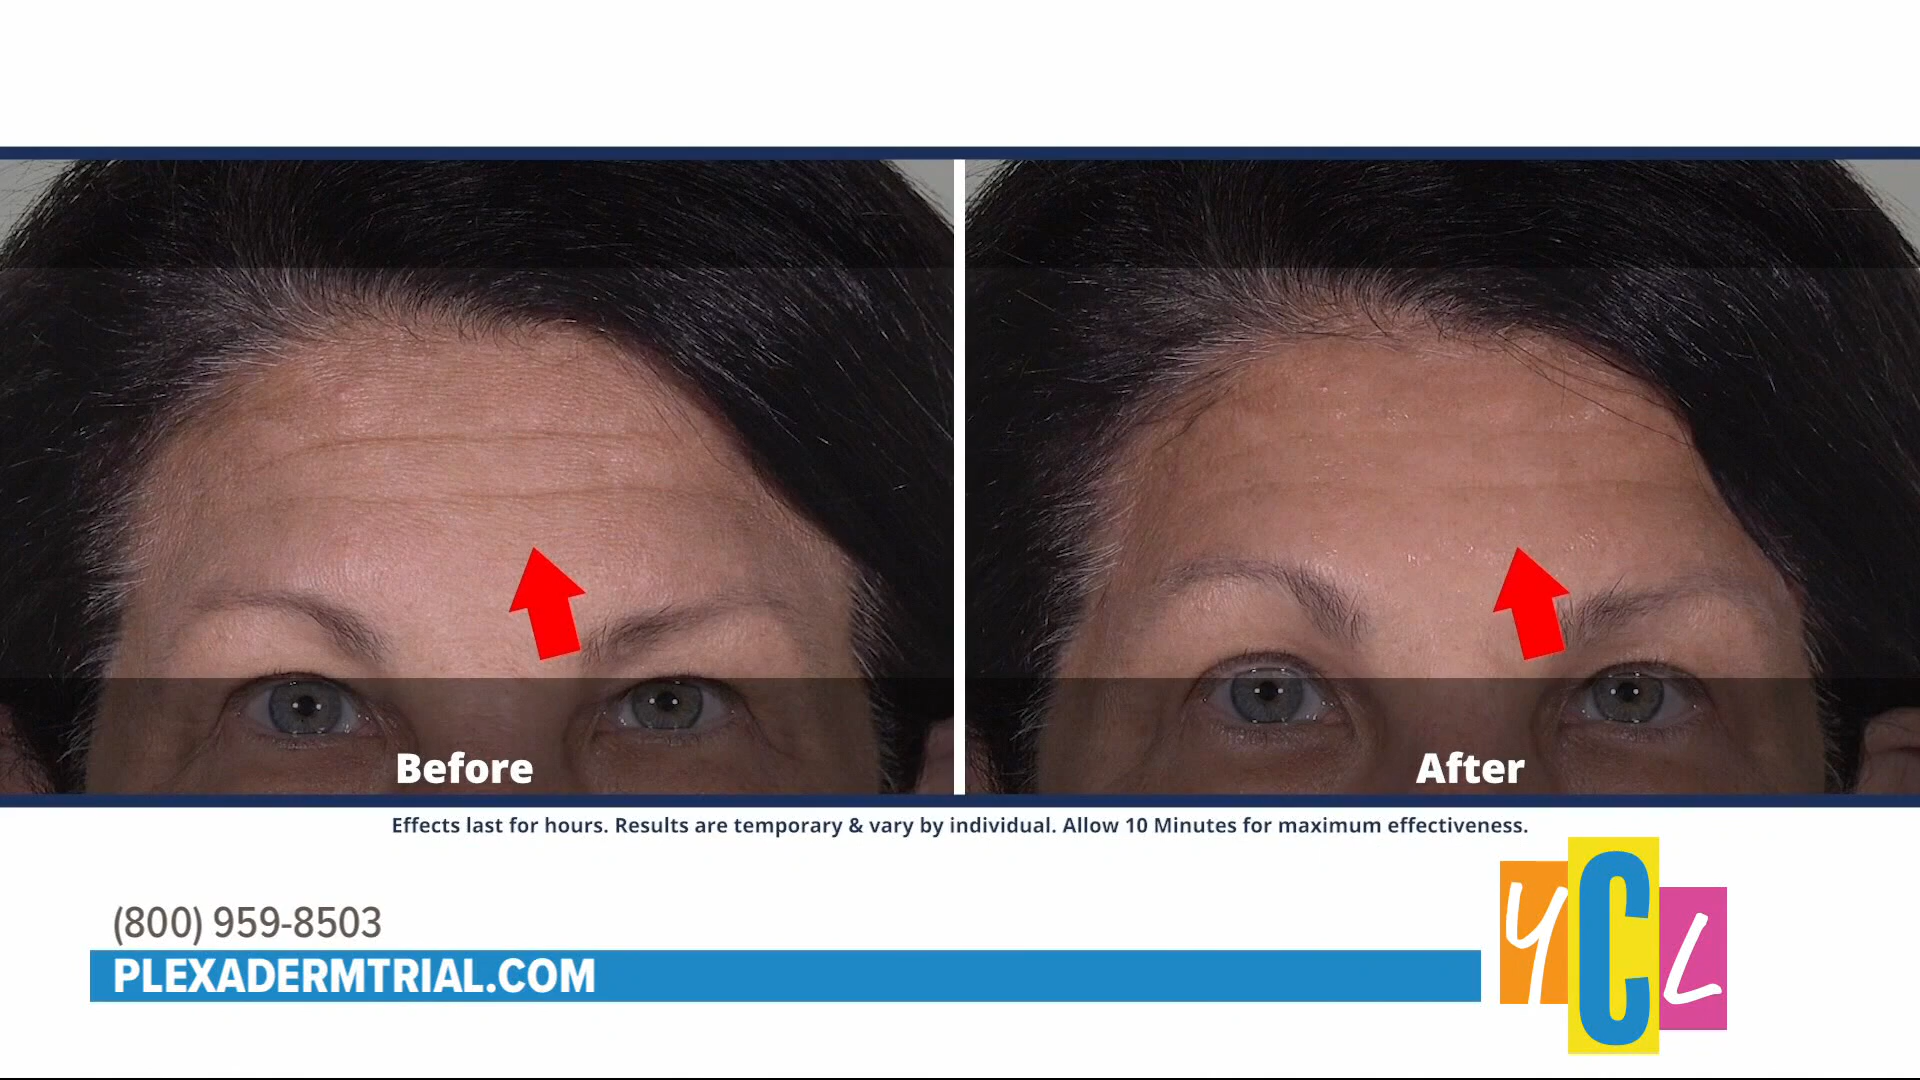 Before
After
Effects last for hours. Results are temporary & vary by individual. Allow 10 Minutes for maximum effectiveness.
(800) 959-8503
PLEXADERMTRIAL.COM
YCL